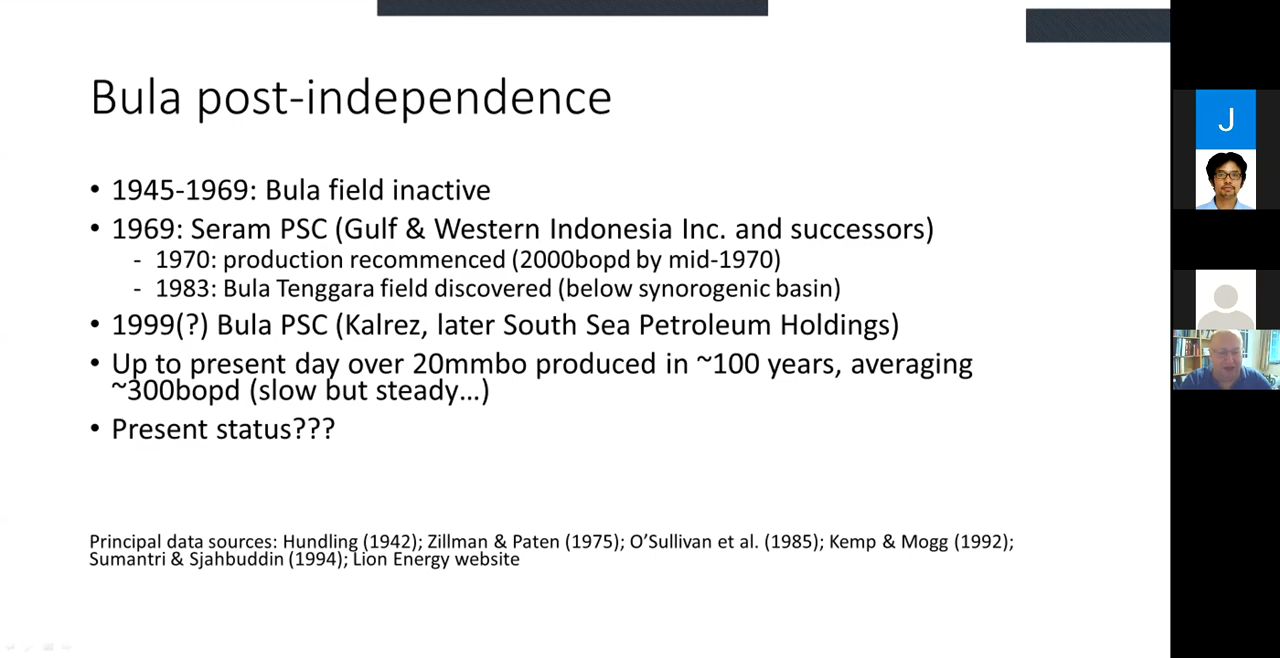 Bula post-independence
• 1945-1969: Bula field inactive
• 1969: Seram PSC (Gulf & Western Indonesia Inc. and successors)
- 1970: production recommenced (2000bopd by mid-1970)
- 1983: Bula Tenggara field discovered (below synorogenic basin)
• 1999(?) Bula PSC (Kalrez, later South Sea Petroleum Holdings)
• Up to present day over 20mmbo produced in ~100 years, averaging
~300bopd (slow but steady…)
• Present status???
Principal data sources: Hundling (1942); Zillman & Paten (1975); O’Sullivan et al. (1985); Kemp & Mogg (1992);
Sumantri & Sjahbuddin (1994); Lion Energy website
J